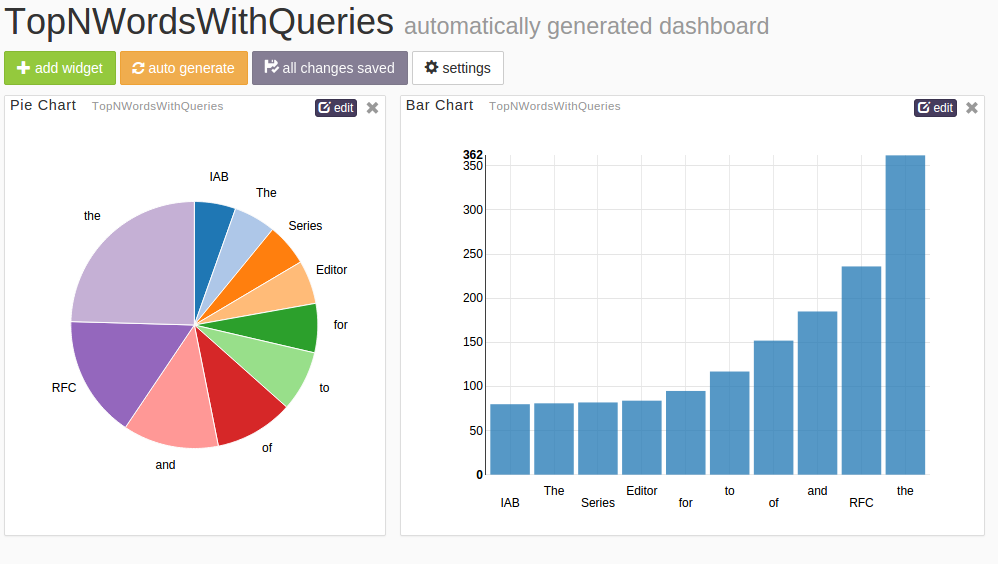 TopNWordsWithQueries automatically generated dashboard
add widget auto generate all changes saved settings
Pie Chart TopNWordsWithQueries edit
IAB
The
the
Series
Editor
for
RFC
to
of
and
Bar Chart TopNWordsWithQueries edit
362
350
300
250
200
150
100
50
0
The Editor to and the
IAB Series for of RFC